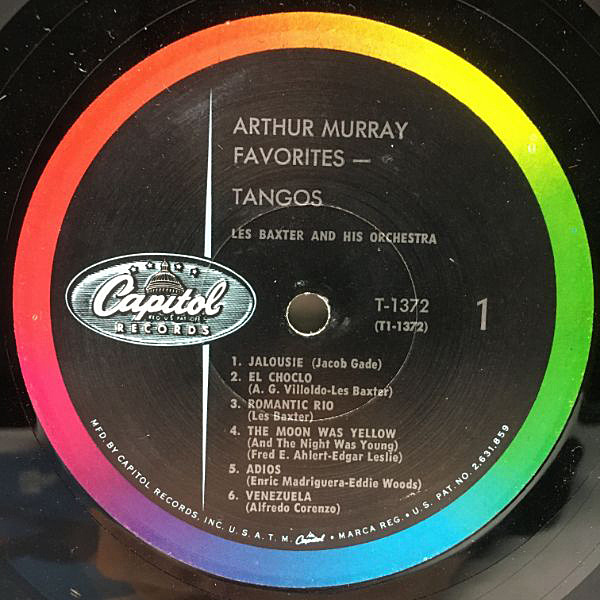 ARTHUR MURRAY
FAVORITES —
TANGOS
LES BAXTER AND HIS ORCHESTRA
Capitol
RECORDS
T-1372
(T1-1372)
1
1. JALOUSIE (Jacob Gade)
2. EL CHOCLO
(A. G. Villoldo-Les Baxter)
3. ROMANTIC RIO
(Les Baxter)
4. THE MOON WAS YELLOW
(And The Night Was Young)
(Fred E. Ahlert-Edgar Leslie)
5. ADIOS
(Enric Madriguera-Eddie Woods)
6. VENEZUELA
(Alfredo Corenzo)
MFD. BY CAPITOL RECORDS, INC. U. S. A. T. M. Capitol • MARCA REG. • U. S. PAT. NO. 2,631,859